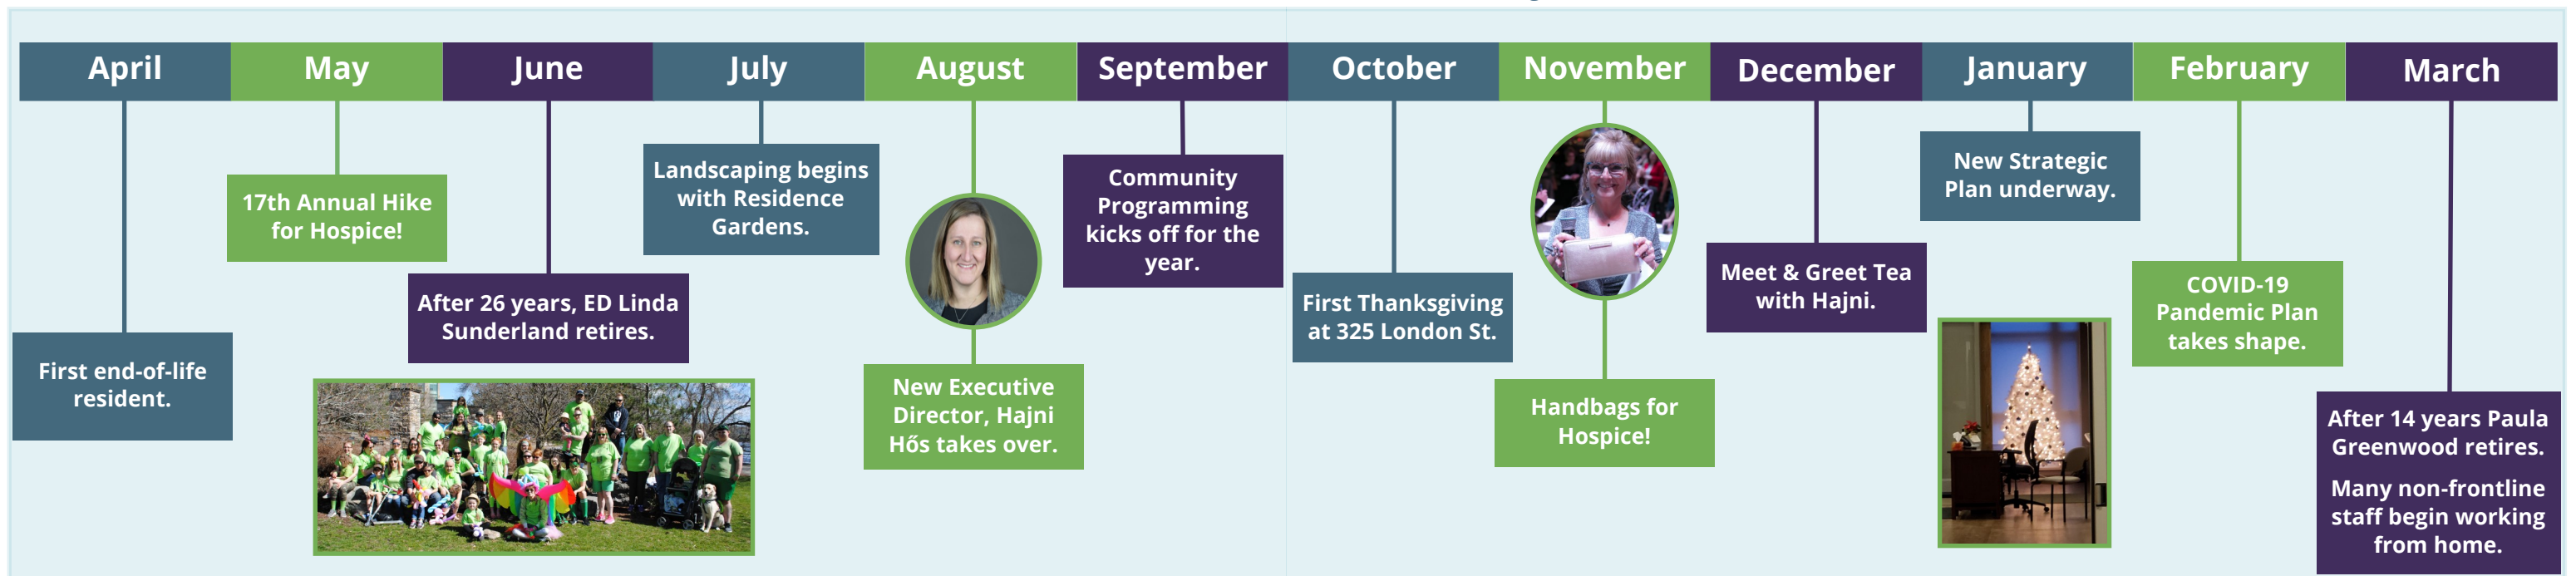 April
May
June
July
August
September
October
November
December
January
February
March
First end-of-life
resident.
17th Annual Hike
for Hospice!
After 26 years, ED Linda
Sunderland retires.
Landscaping begins
with Residence
Gardens.
New Executive
Director, Hajni
Hős takes over.
Community
Programming
kicks off for the
year.
First Thanksgiving
at 325 London St.
Handbags for
Hospice!
Meet & Greet Tea
with Hajni.
New Strategic
Plan underway.
COVID-19
Pandemic Plan
takes shape.
After 14 years Paula
Greenwood retires.
Many non-frontline
staff begin working
from home.